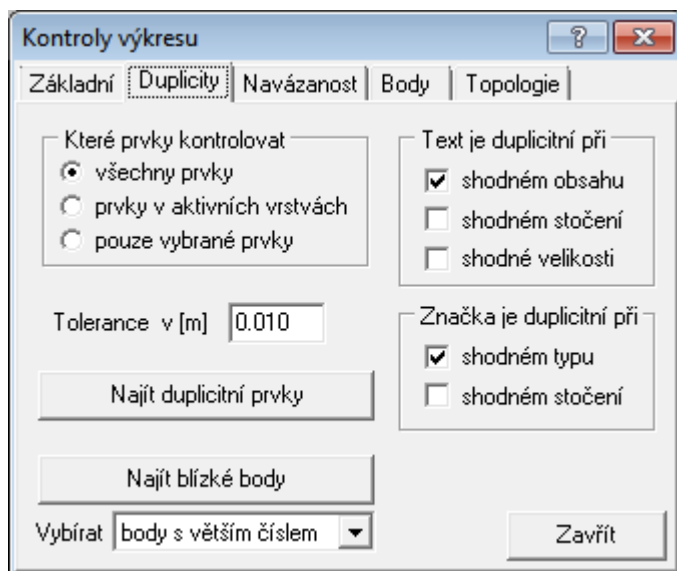 Kontroly výkresu
Základní Duplicity Navázanost Body Topologie
Které prvky kontrolovat
všechny prvky
prvky v aktivních vrstvách
pouze vybrané prvky
Text je duplicitní při
shodném obsahu
shodném stočení
shodné velikosti
Tolerance v [m] 0.010
Značka je duplicitní při
shodném typu
shodném stočení
Najít duplicitní prvky
Najít blízké body
Vybírat body s větším číslem
Zavřít